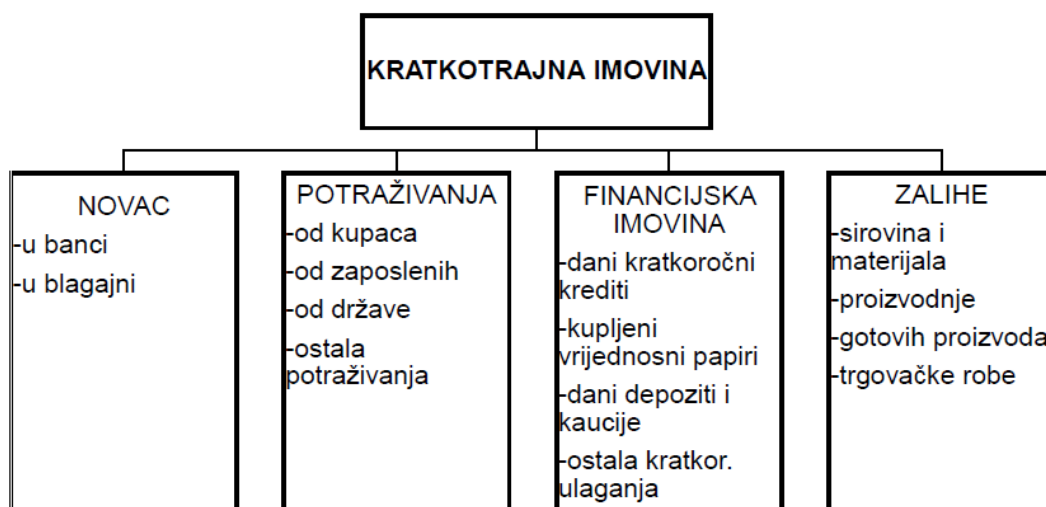 KRATKOTRAJNA IMOVINA
NOVAC
-u banci
-u blagajni
POTRAŽIVANJA
-od kupaca
-od zaposlenih
-od države
-ostala
potraživanja
FINANCIJSKA
IMOVINA
-dani kratkoročni
krediti
-kupljeni
vrijednosni papiri
-dani depoziti i
kaucije
-ostala kratkor.
ulaganja
ZALIHE
-sirovina i
materijala
-proizvodnje
-gotovih proizvoda
-trgovačke robe